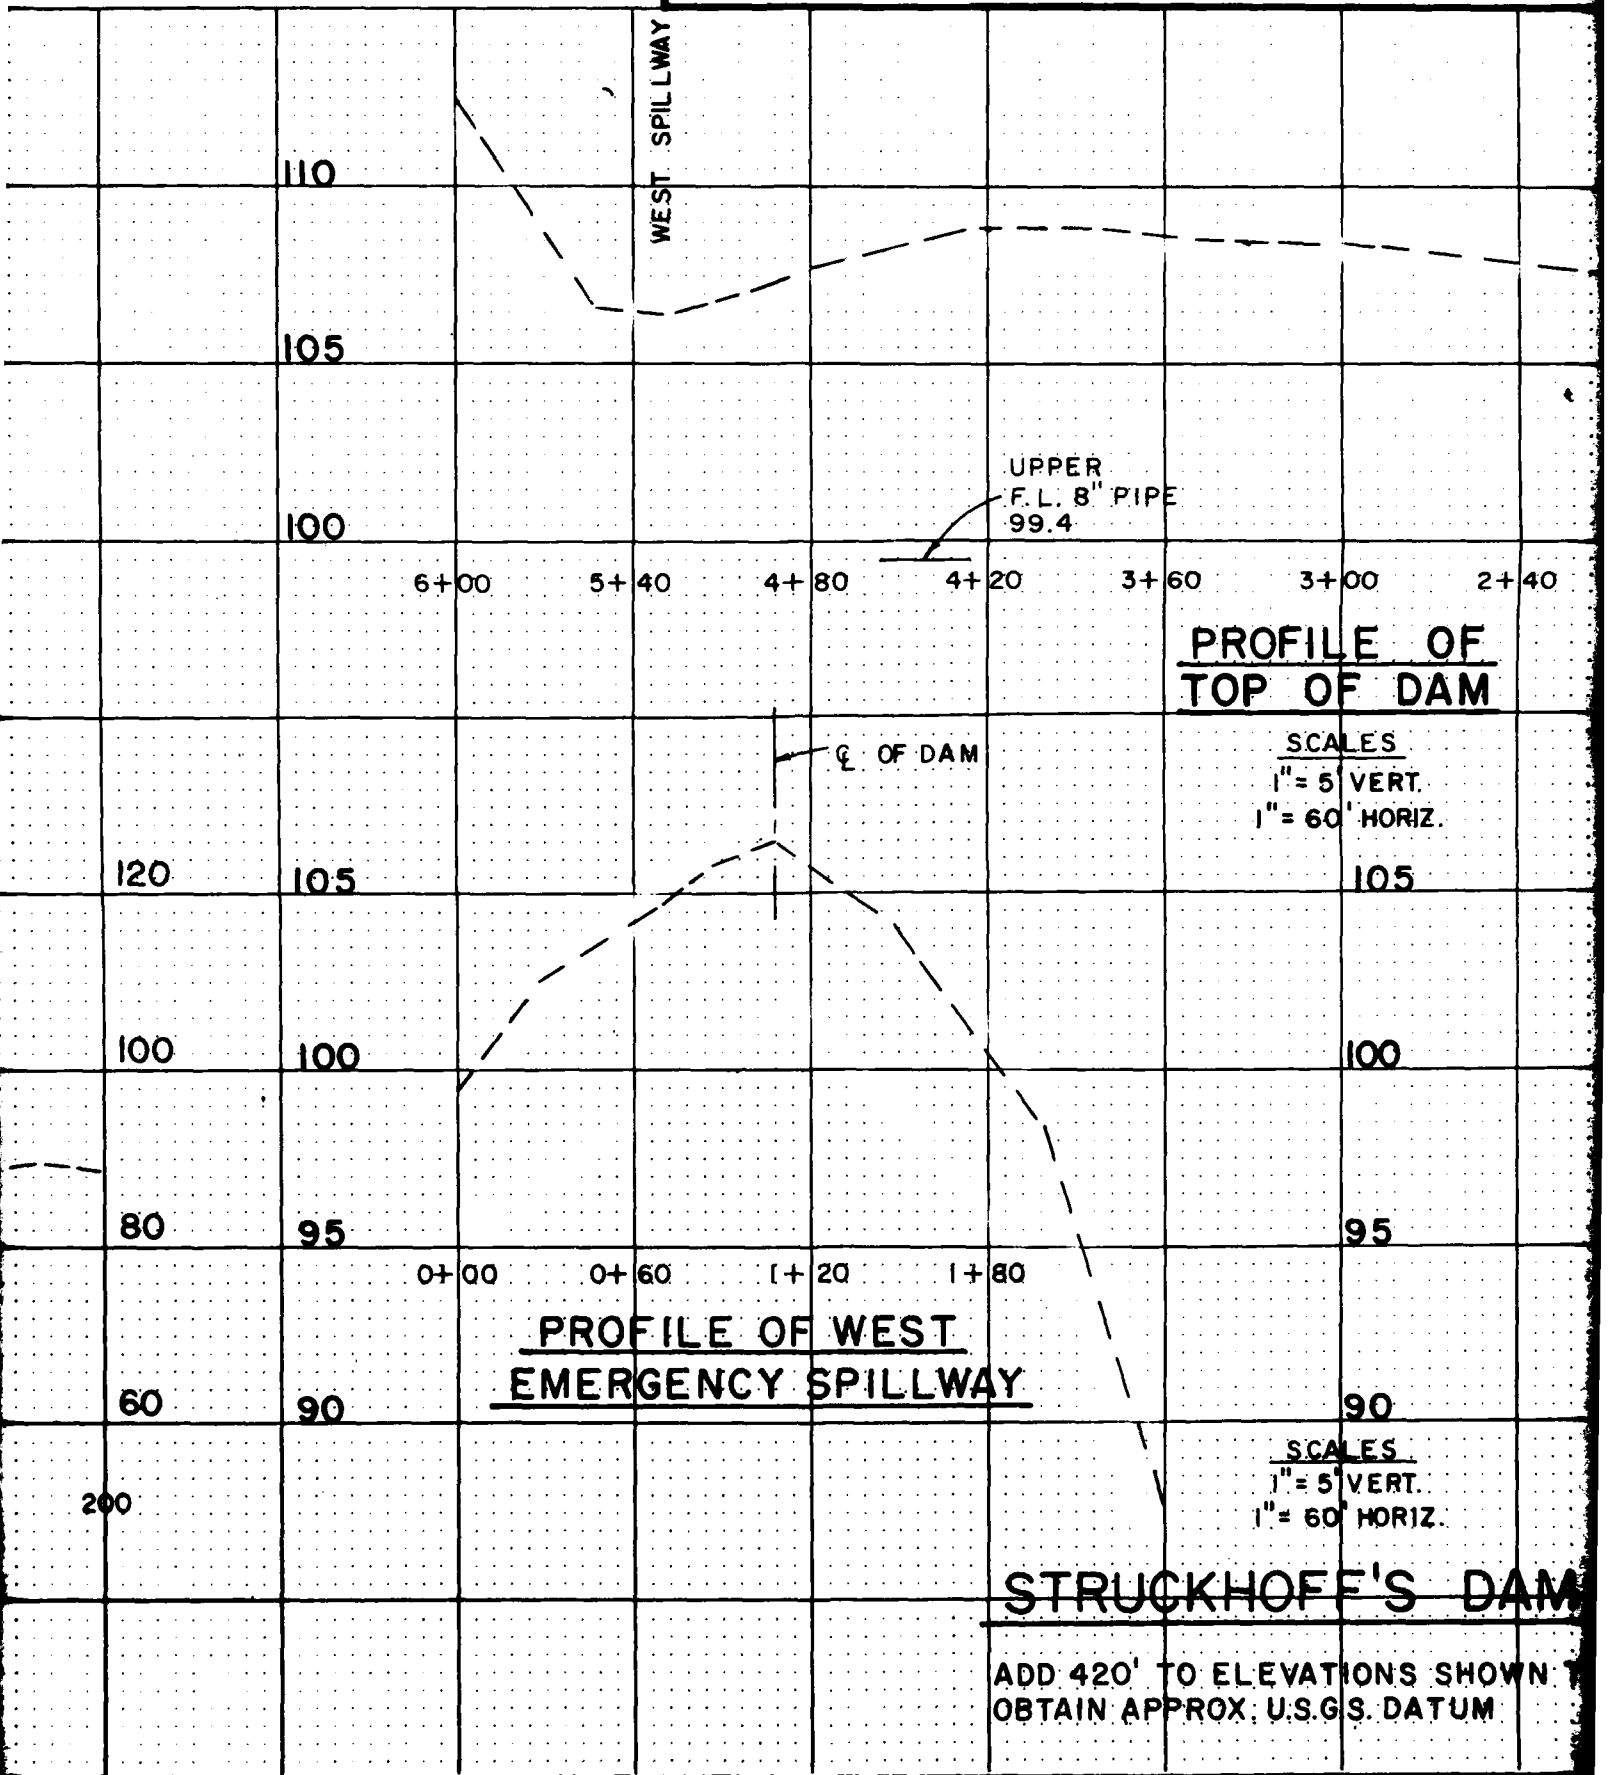 WEST SPILLWAY
110
105
100
UPPER
F.L. 8" PIPE
99.4
6+00 5+40 4+80 4+20 3+60 3+00 2+40
PROFILE OF
TOP OF DAM
SCALES
1" = 5' VERT.
1" = 60' HORIZ.
℄ OF DAM
120 105 105
100 100 100
80 95 95
0+00 0+60 1+20 1+80
PROFILE OF WEST
EMERGENCY SPILLWAY
60 90 90
SCALES
1" = 5' VERT.
1" = 60' HORIZ.
200
STRUCKHOFF'S DAM
ADD 420' TO ELEVATIONS SHOWN
OBTAIN APPROX. U.S.G.S. DATUM